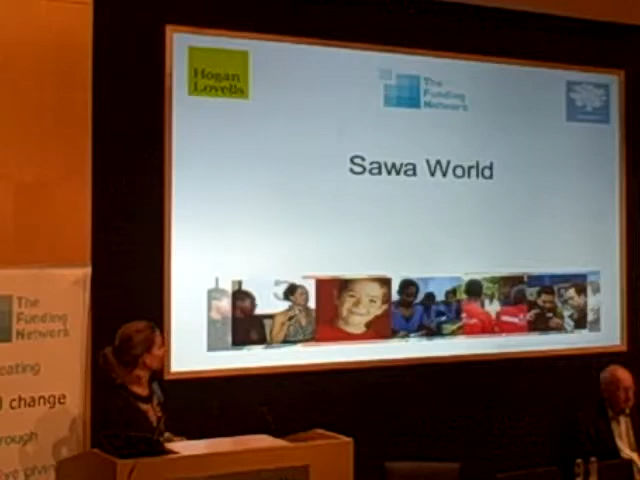 Hogan
Lovells
The
Funding
Network
Sawa World
The
Funding
Network
eating
l change
rough